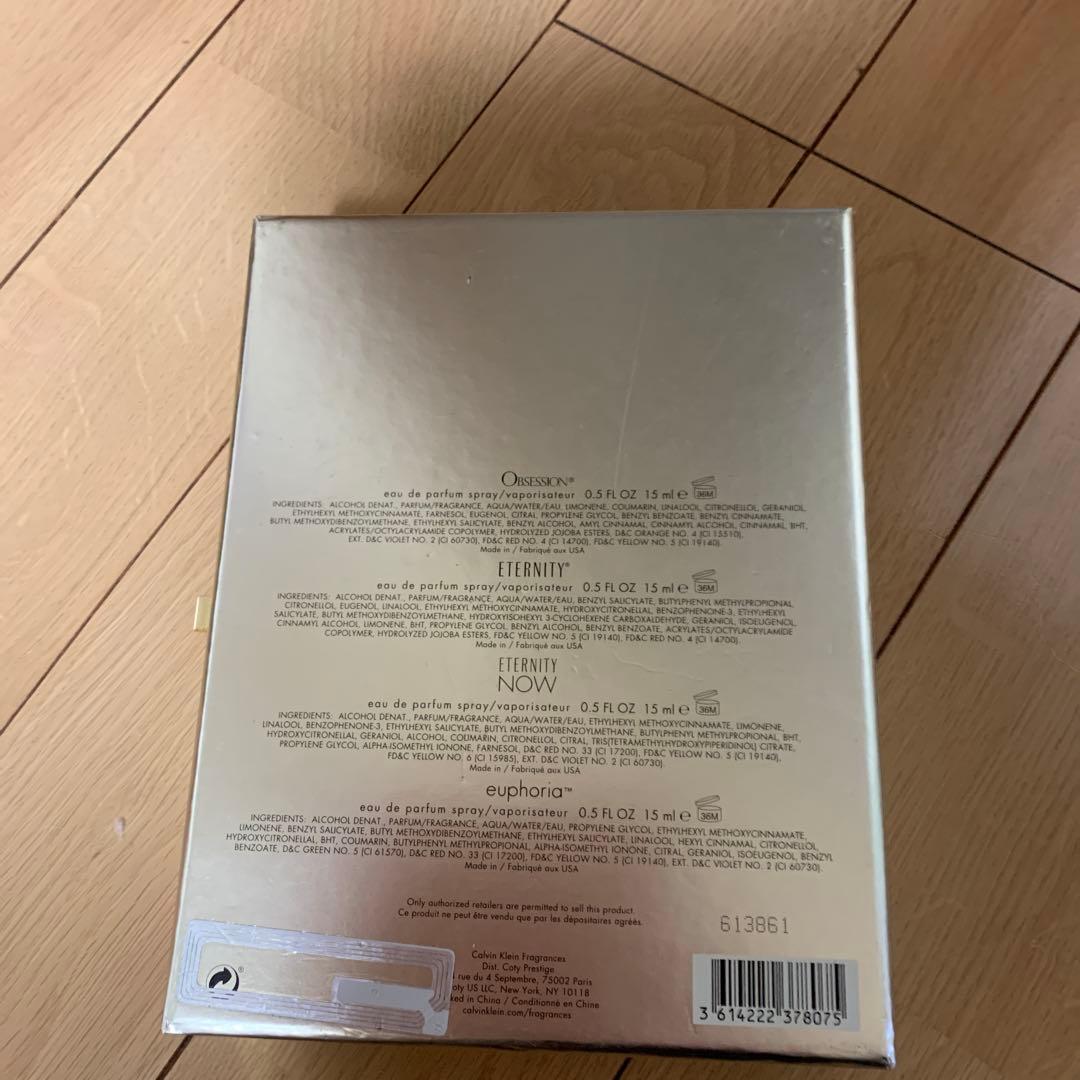 OBSESSION®
eau de parfum spray/vaporisateur 0.5 FL OZ 15 ml ℮ 36M
INGREDIENTS: ALCOHOL DENAT., PARFUM/FRAGRANCE, AQUA/WATER/EAU, LIMONENE, COUMARIN, LINALOOL, CITRONELLOL, GERANIOL,
ETHYLHEXYL METHOXYCINNAMATE, FARNESOL, EUGENOL, CITRAL, PROPYLENE GLYCOL, BENZYL BENZOATE, BENZYL CINNAMATE,
BUTYL METHOXYDIBENZOYLMETHANE, ETHYLHEXYL SALICYLATE, BENZYL ALCOHOL, AMYL CINNAMAL, CINNAMYL ALCOHOL, CINNAMAL, BHT,
ACRYLATES/OCTYLACRYLAMIDE COPOLYMER, HYDROLYZED JOJOBA ESTERS, D&C ORANGE NO. 4 (CI 15510),
EXT. D&C VIOLET NO. 2 (CI 60730), FD&C RED NO. 4 (CI 14700), FD&C YELLOW NO. 5 (CI 19140).
Made in / Fabriqué aux USA
ETERNITY®
eau de parfum spray/vaporisateur 0.5 FL OZ 15 ml ℮ 36M
INGREDIENTS: ALCOHOL DENAT., PARFUM/FRAGRANCE, AQUA/WATER/EAU, BENZYL SALICYLATE, BUTYLPHENYL METHYLPROPIONAL,
CITRONELLOL, EUGENOL, LINALOOL, ETHYLHEXYL METHOXYCINNAMATE, HYDROXYCITRONELLAL, BENZOPHENONE-3, ETHYLHEXYL
SALICYLATE, BUTYL METHOXYDIBENZOYLMETHANE, HYDROXYISOHEXYL 3-CYCLOHEXENE CARBOXALDEHYDE, GERANIOL, ISOEUGENOL,
CINNAMYL ALCOHOL, LIMONENE, BHT, PROPYLENE GLYCOL, BENZYL ALCOHOL, BENZYL BENZOATE, ACRYLATES/OCTYLACRYLAMIDE
COPOLYMER, HYDROLYZED JOJOBA ESTERS, FD&C YELLOW NO. 5 (CI 19140), FD&C RED NO. 4 (CI 14700).
Made in / Fabriqué aux USA
ETERNITY
NOW
eau de parfum spray/vaporisateur 0.5 FL OZ 15 ml ℮ 36M
INGREDIENTS: ALCOHOL DENAT., PARFUM/FRAGRANCE, AQUA/WATER/EAU, ETHYLHEXYL METHOXYCINNAMATE, LIMONENE,
LINALOOL, BENZOPHENONE-3, ETHYLHEXYL SALICYLATE, BUTYL METHOXYDIBENZOYLMETHANE, BUTYLPHENYL METHYLPROPIONAL, BHT,
HYDROXYCITRONELLAL, GERANIOL, ALCOHOL, COUMARIN, CITRONELLOL, CITRAL, TRIS(TETRAMETHYLHYDROXYPIPERIDINOL) CITRATE,
PROPYLENE GLYCOL, ALPHA-ISOMETHYL IONONE, FARNESOL, D&C RED NO. 33 (CI 17200), FD&C YELLOW NO. 5 (CI 19140),
FD&C YELLOW NO. 6 (CI 15985), EXT. D&C VIOLET NO. 2 (CI 60730).
Made in / Fabriqué aux USA
euphoria™
eau de parfum spray/vaporisateur 0.5 FL OZ 15 ml ℮ 36M
INGREDIENTS: ALCOHOL DENAT., PARFUM/FRAGRANCE, AQUA/WATER/EAU, PROPYLENE GLYCOL, ETHYLHEXYL METHOXYCINNAMATE,
LIMONENE, BENZYL SALICYLATE, BUTYL METHOXYDIBENZOYLMETHANE, ETHYLHEXYL SALICYLATE, LINALOOL, HEXYL CINNAMAL, CITRONELLOL,
HYDROXYCITRONELLAL, BHT, COUMARIN, BUTYLPHENYL METHYLPROPIONAL, ALPHA-ISOMETHYL IONONE, CITRAL, GERANIOL, ISOEUGENOL, BENZYL
BENZOATE, D&C GREEN NO. 5 (CI 61570), D&C RED NO. 33 (CI 17200), FD&C YELLOW NO. 5 (CI 19140), EXT. D&C VIOLET NO. 2 (CI 60730).
Made in / Fabriqué aux USA
Only authorized retailers are permitted to sell this product.
Ce produit ne peut être vendu que par les dépositaires agréés.
613861
Calvin Klein Fragrances
Dist. Coty Prestige
rue du 4 Septembre, 75002 Paris
US LLC, New York, NY 10118
in China / Conditionné en Chine
calvinklein.com/fragrances
3 614222 378075